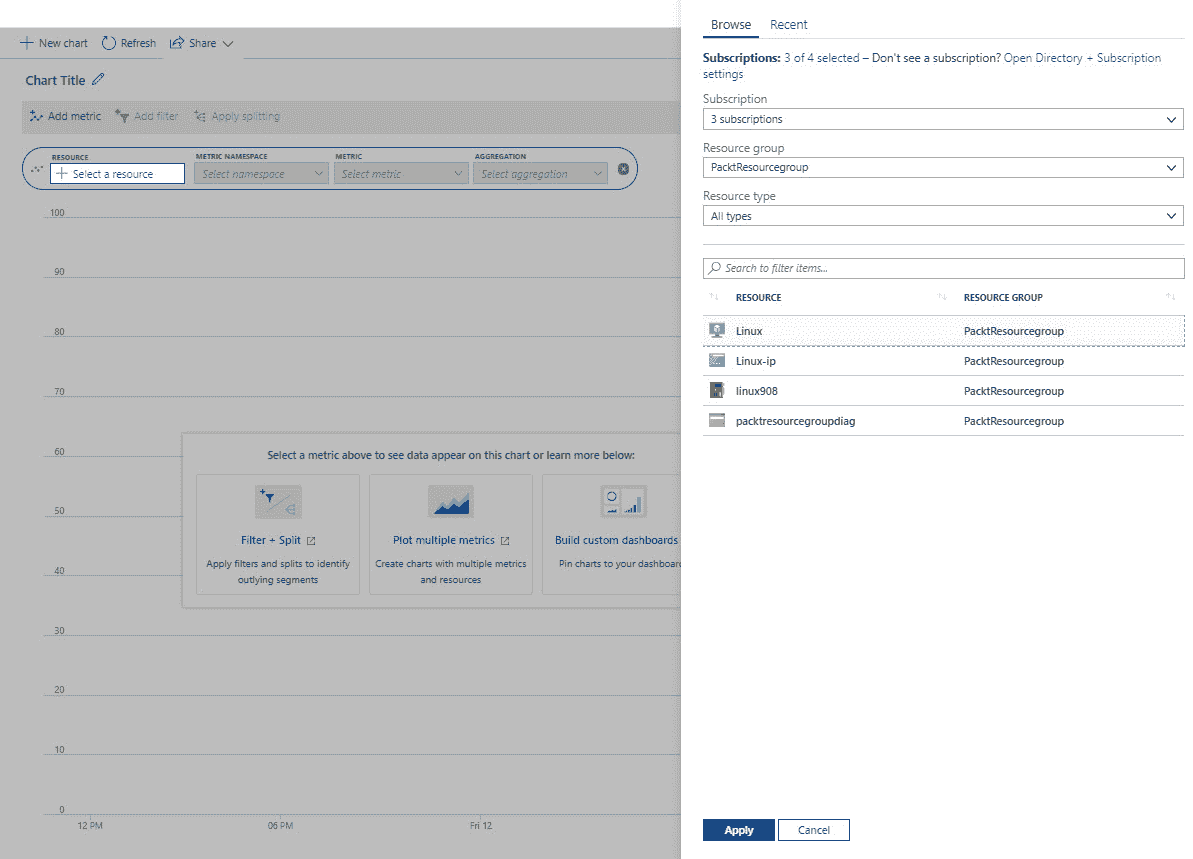 New chart Refresh Share
Chart Title
Add metric Add filter Apply splitting
RESOURCE METRIC NAMESPACE METRIC AGGREGATION
Select a resource Select namespace Select metric Select aggregation
100
90
80
70
60
50
40
30
20
10
0
12 PM 06 PM Fri 12
Select a metric above to see data appear on this chart or learn more below:
Filter + Split
Apply filters and splits to identify
outlying segments
Plot multiple metrics
Create charts with multiple metrics
and resources
Build custom dashboards
Pin charts to your dashboard
Browse Recent
Subscriptions: 3 of 4 selected – Don't see a subscription? Open Directory + Subscription
settings
Subscription
3 subscriptions
Resource group
PacktResourcegroup
Resource type
All types
Search to filter items...
RESOURCE RESOURCE GROUP
Linux PacktResourcegroup
Linux-ip PacktResourcegroup
linux908 PacktResourcegroup
packtresourcegroupdiag PacktResourcegroup
Apply Cancel